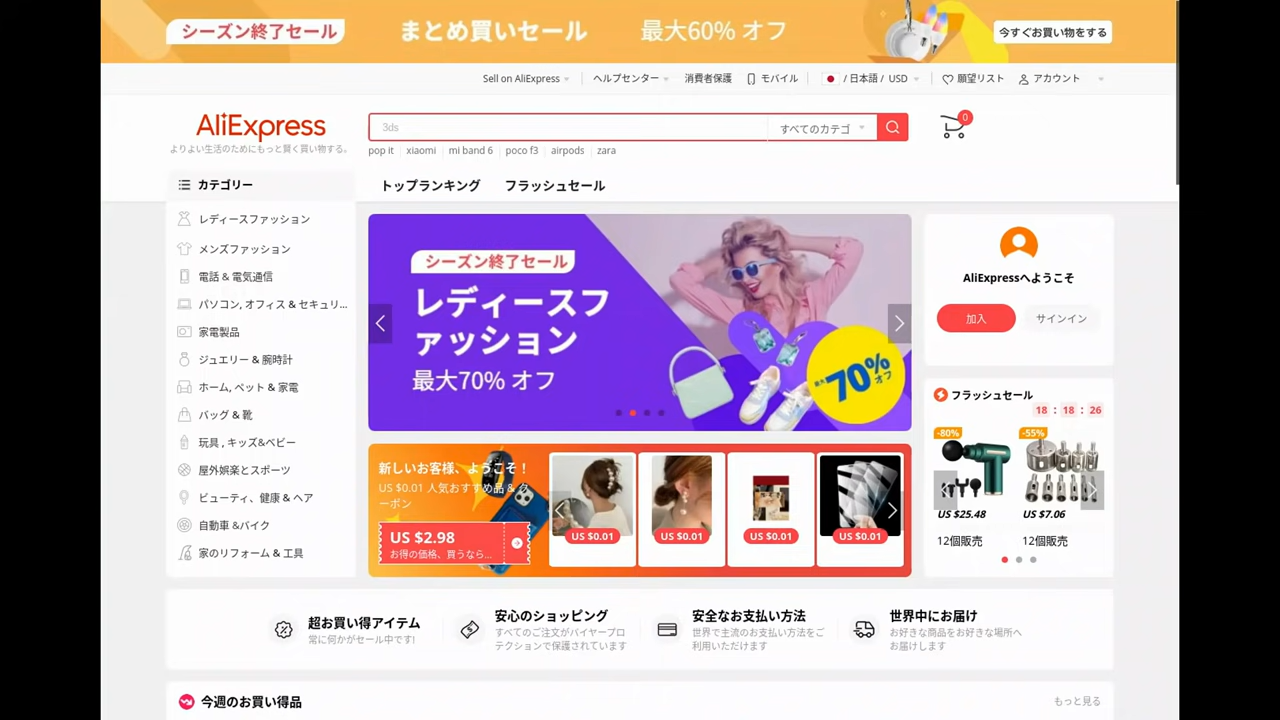 シーズン終了セール まとめ買いセール 最大60% オフ 今すぐお買い物をする
Sell on AliExpress ヘルプセンター 消費者保護 モバイル / 日本語 / USD 願望リスト アカウント
AliExpress
よりよい生活のためにもっと賢く買い物する。
3ds すべてのカテゴ 0
pop it xiaomi mi band 6 poco f3 airpods zara
カテゴリー トップランキング フラッシュセール
レディースファッション
メンズファッション
電話 & 電気通信
パソコン, オフィス & セキュリ...
家電製品
ジュエリー & 腕時計
ホーム, ペット & 家電
バッグ & 靴
玩具 , キッズ&ベビー
屋外娯楽とスポーツ
ビューティ、健康 & ヘア
自動車 &バイク
家のリフォーム & 工具
シーズン終了セール
レディースフ
ァッション
最大70% オフ
最大 70% オフ
AliExpressへようこそ
加入 サインイン
フラッシュセール
18 : 18 : 26
-80% -55%
US $25.48 US $7.06
12個販売 12個販売
新しいお客様、ようこそ！
US $0.01 人気おすすめ品 & ク
ーポン
US $2.98
お得の価格、買うなら...
US $0.01 US $0.01 US $0.01 US $0.01
超お買い得アイテム
常に何かがセール中です!
安心のショッピング
すべてのご注文がバイヤープロ
テクションで保護されています
安全なお支払い方法
世界で主流のお支払い方法をご
利用いただけます
世界中にお届け
お好きな商品をお好きな場所へ
お届けします
今週のお買い得品 もっと見る